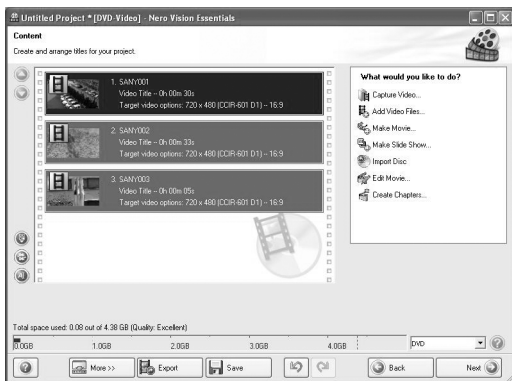 Untitled Project *[DVD-Video] - Nero Vision Essentials
Content
Create and arrange titles for your project.
1. SANY001
Video Title -- 0h 00m 30s
Target video options: 720 x 480 (CCIR-601 D1) -- 16:9
2. SANY002
Video Title -- 0h 00m 33s
Target video options: 720 x 480 (CCIR-601 D1) -- 16:9
3. SANY003
Video Title -- 0h 00m 05s
Target video options: 720 x 480 (CCIR-601 D1) -- 16:9
What would you like to do?
Capture Video...
Add Video Files...
Make Movie...
Make Slide Show...
Import Disc
Edit Movie...
Create Chapters...
Total space used: 0.08 out of 4.38 GB (Quality: Excellent)
0.0GB 1.0GB 2.0GB 3.0GB 4.0GB DVD
More >> Export Save Back Next